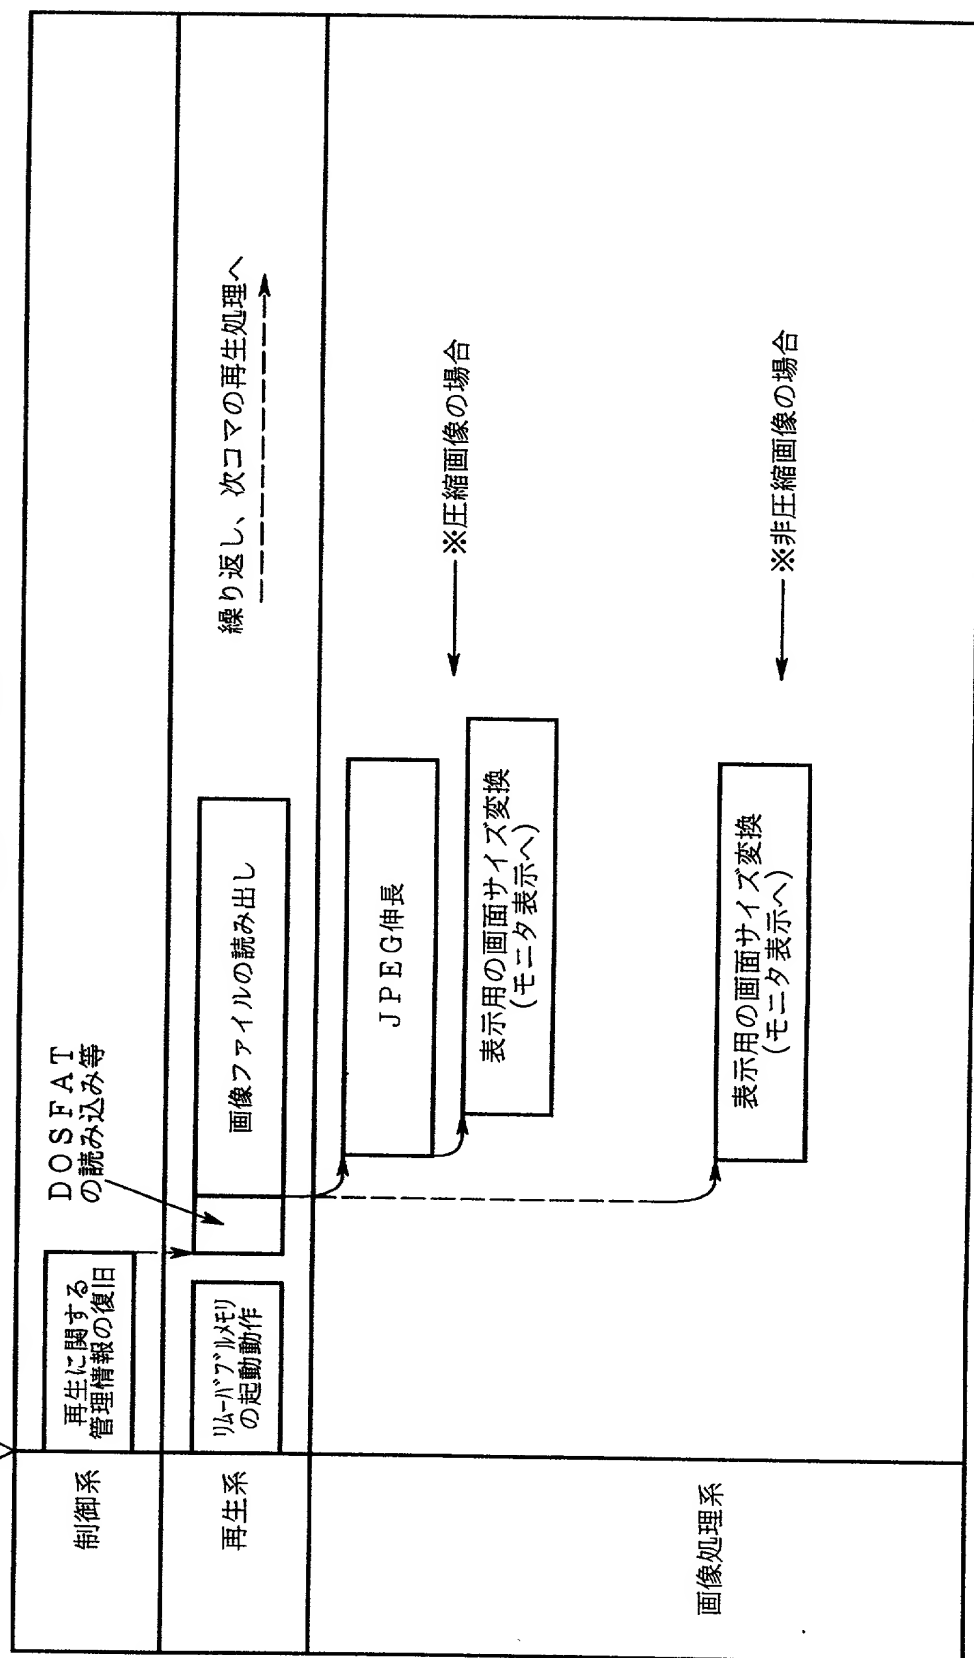 制御系
再生に関する
管理情報の復旧
DOSFAT
の読み込み等
再生系
リムーバブルメモリ
の起動動作
画像ファイルの読み出し
繰り返し、次コマの再生処理へ
画像処理系
JPEG伸長
表示用の画面サイズ変換
(モニタ表示へ)
※圧縮画像の場合
表示用の画面サイズ変換
(モニタ表示へ)
※非圧縮画像の場合